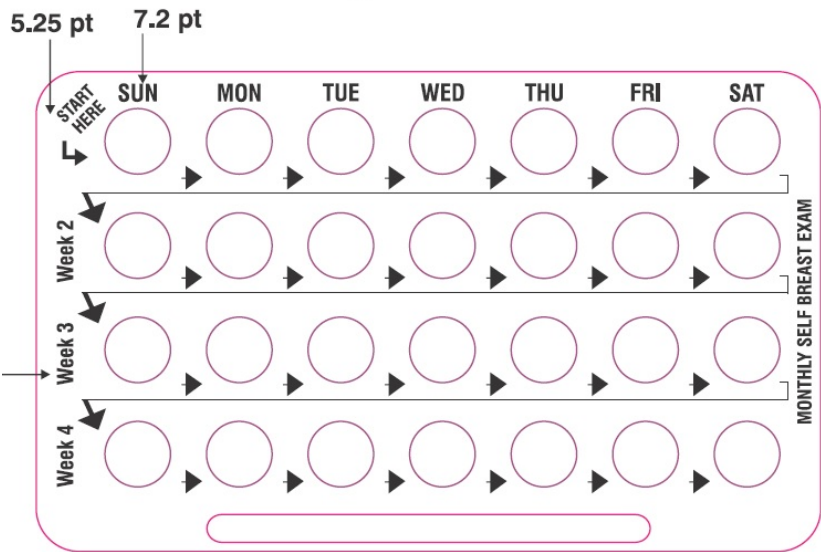 5.25 pt 7.2 pt
START
HERE
SUN MON TUE WED THU FRI SAT
Week 2
Week 3
Week 4
MONTHLY SELF BREAST EXAM